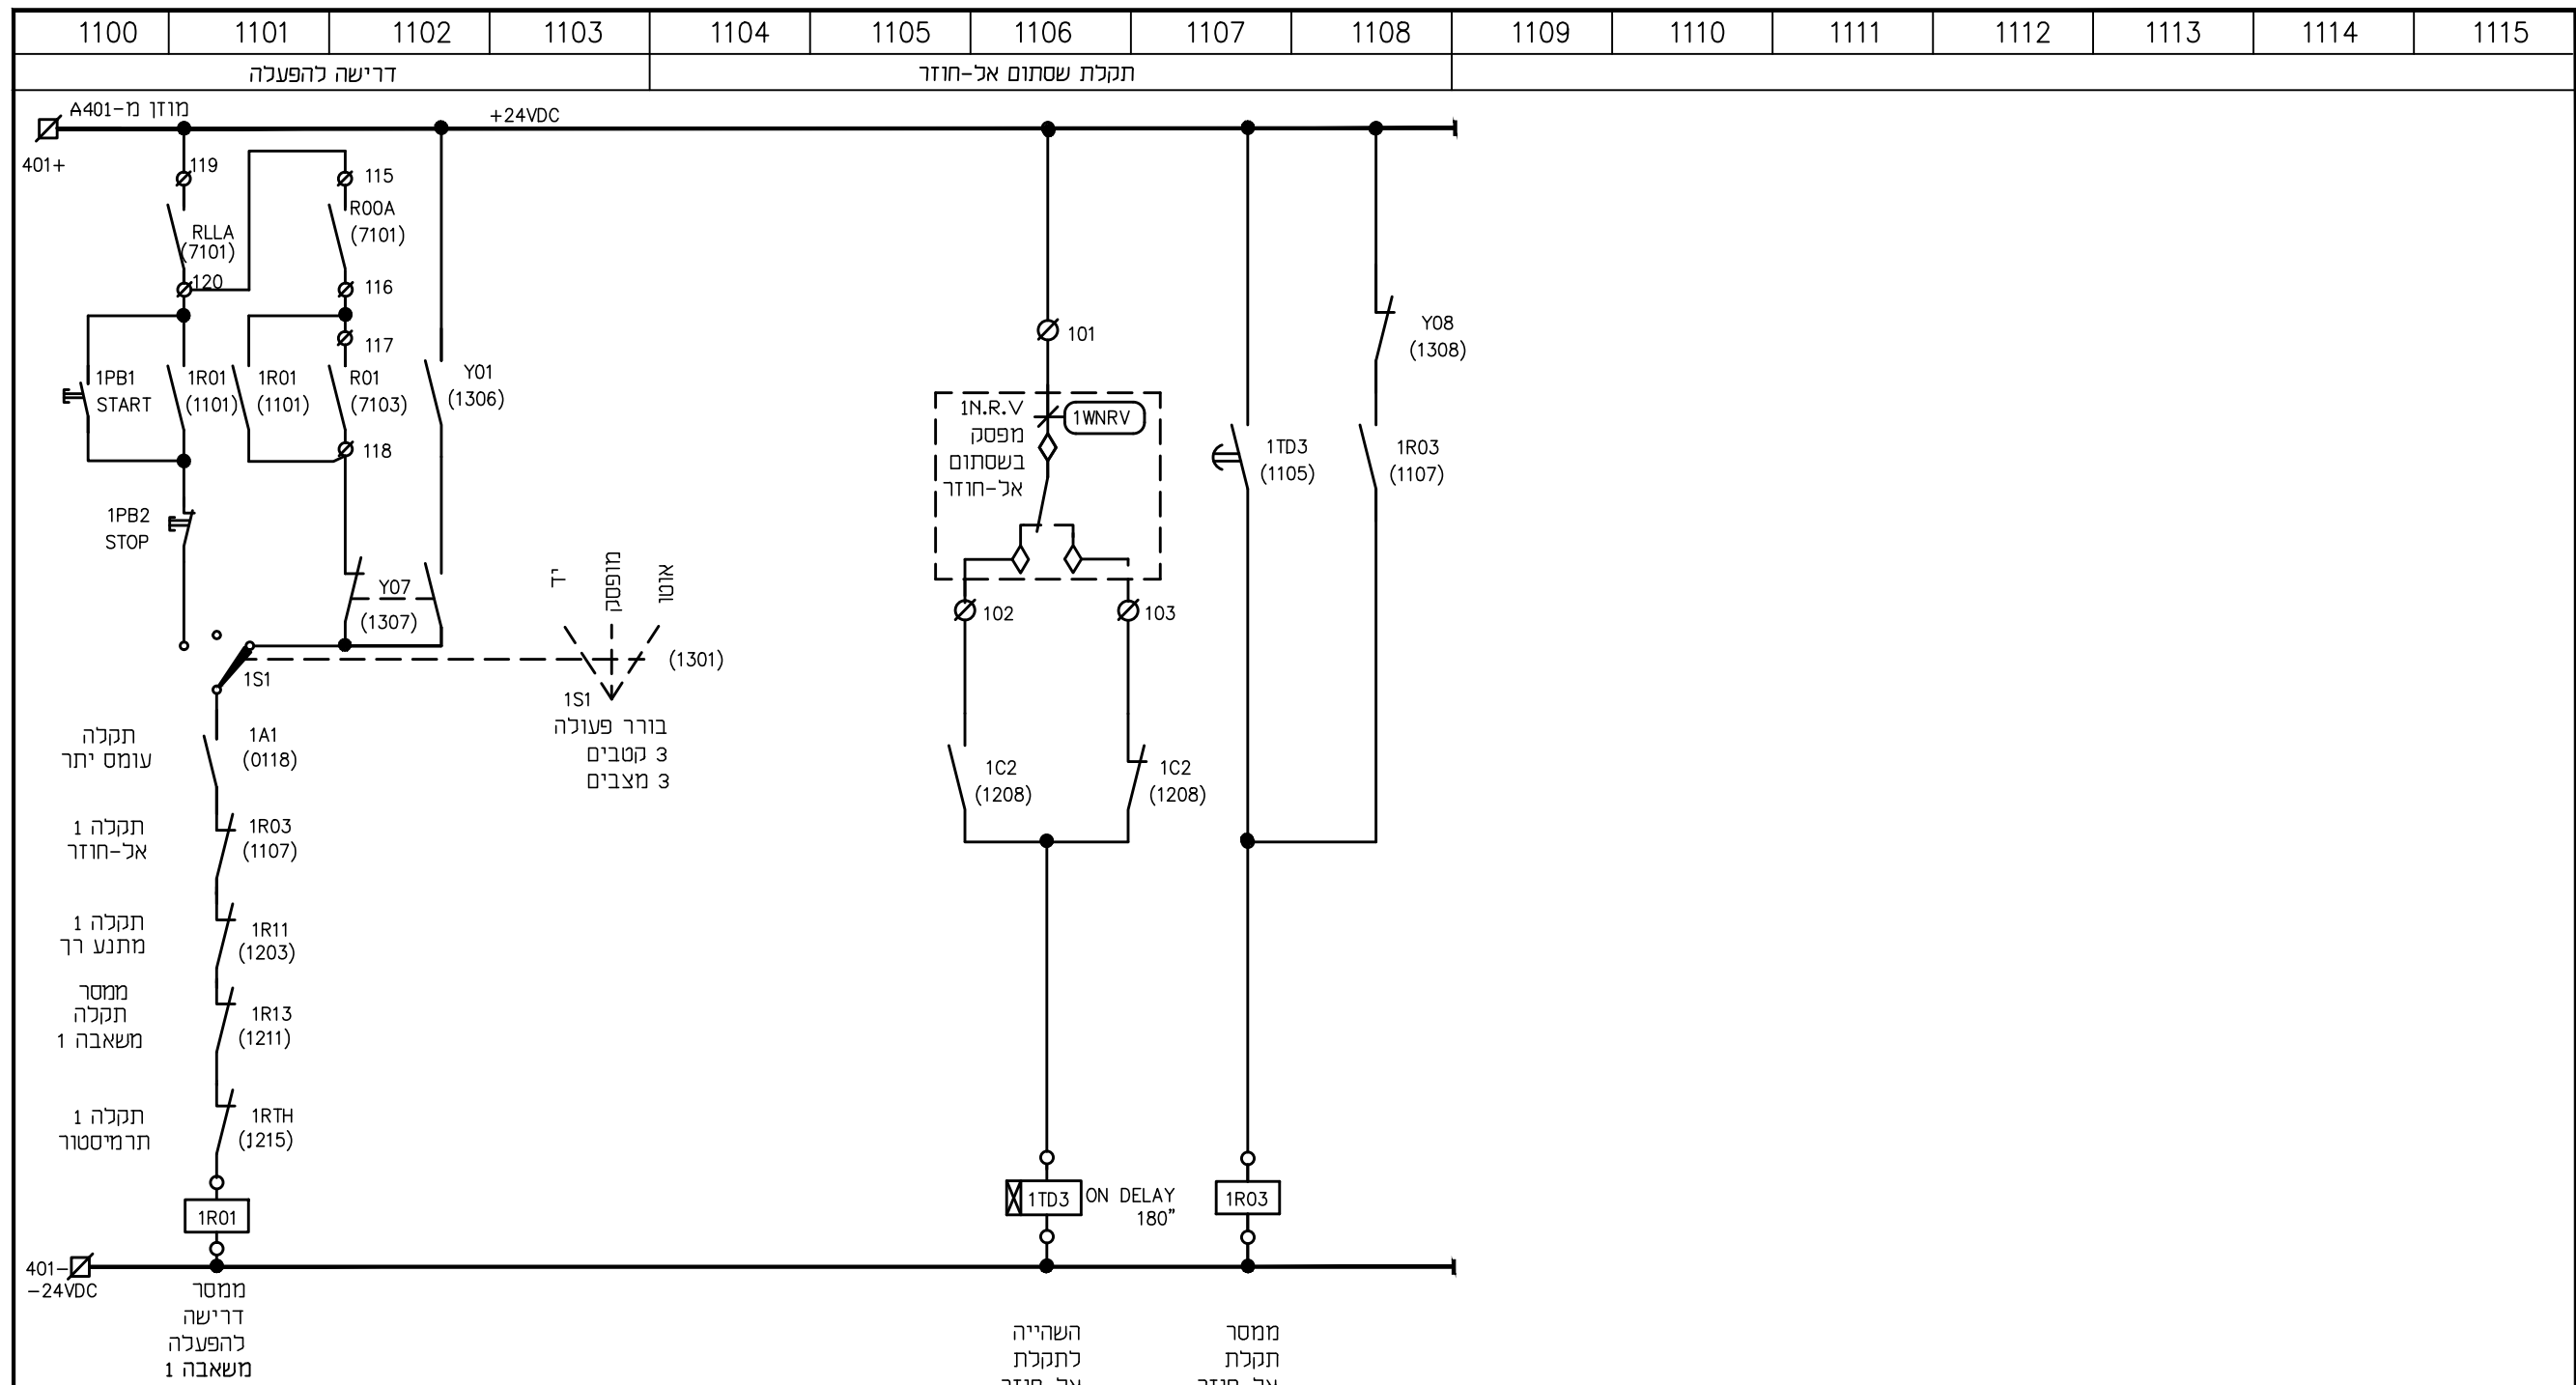 1100 1101 1102 1103 1104 1105 1106 1107 1108 1109 1110 1111 1112 1113 1114 1115
דרישה להפעלה
תקלת שסתום אל-חוזר
מוזן מ-A401
+24VDC
401+
119
RLLA
(7101)
120
115
R00A
(7101)
116
117
1PB1
START
1R01
(1101)
1R01
(1101)
R01
(7103)
118
Y01
(1306)
1PB2
STOP
Y07
(1307)
1S1
יד
מופסק
אוטו
(1301)
1S1
בורר פעולה
3 קטבים
3 מצבים
תקלה
עומס יתר
1A1
(0118)
תקלה 1
אל-חוזר
1R03
(1107)
תקלה 1
מתנע רך
1R11
(1203)
ממסר
תקלה
משאבה 1
1R13
(1211)
תקלה 1
תרמיסטור
1RTH
(1215)
1R01
401-
-24VDC
ממסר
דרישה
להפעלה
משאבה 1
101
1N.R.V
מפסק
בשסתום
אל-חוזר
1WNRV
102
103
1C2
(1208)
1C2
(1208)
1TD3
ON DELAY
180"
השהייה
לתקלת
אל-חוזר
1TD3
(1105)
Y08
(1308)
1R03
(1107)
1R03
ממסר
תקלת
אל-חוזר